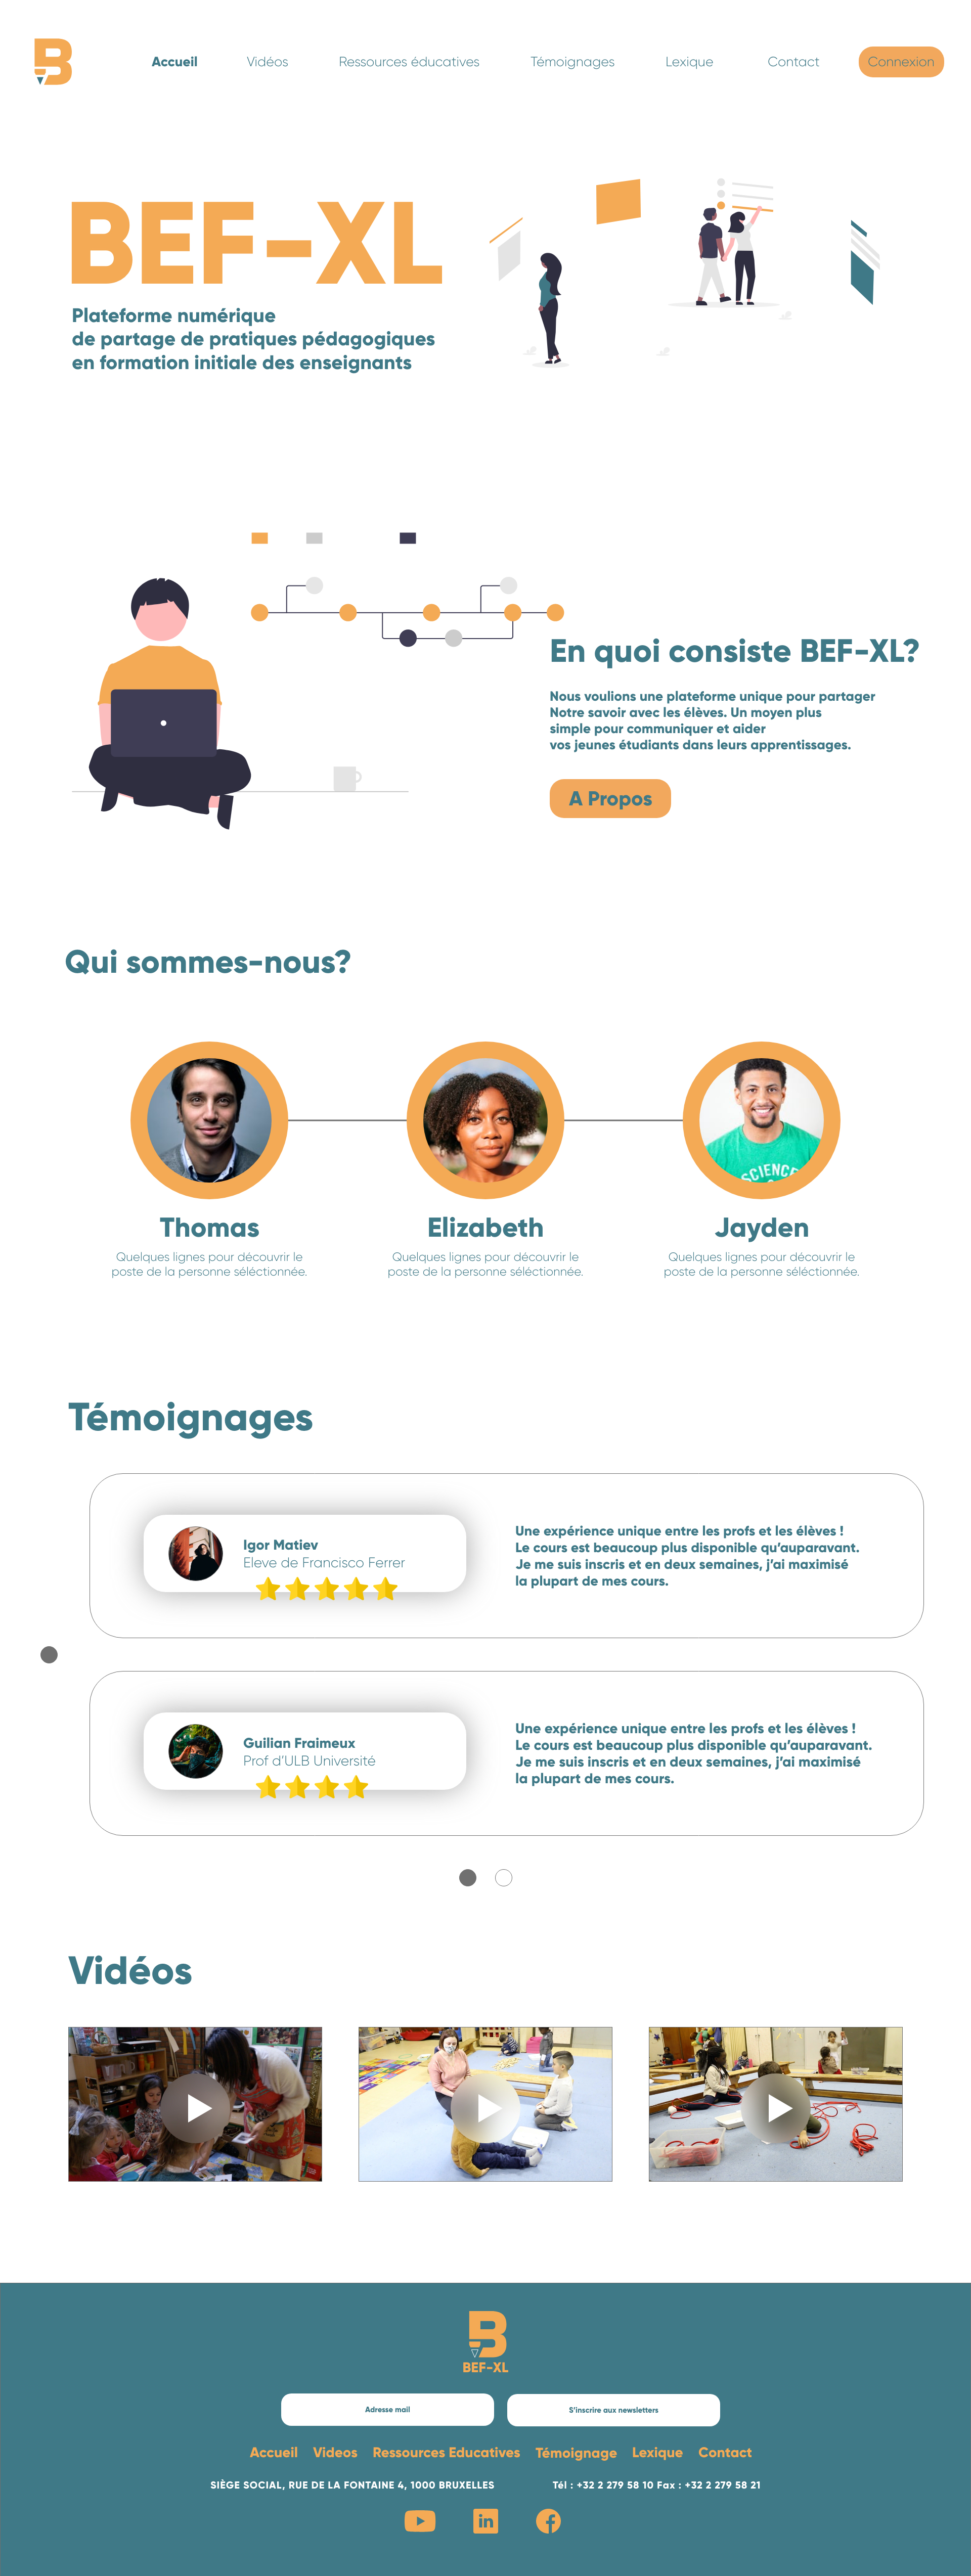 B
Accueil
Vidéos
Ressources éducatives
Témoignages
Lexique
Contact
Connexion
BEF-XL
Plateforme numérique
de partage de pratiques pédagogiques
en formation initiale des enseignants
En quoi consiste BEF-XL?
Nous voulions une plateforme unique pour partager
Notre savoir avec les élèves. Un moyen plus
simple pour communiquer et aider
vos jeunes étudiants dans leurs apprentissages.
A Propos
Qui sommes-nous?
SCIENCE
Thomas
Quelques lignes pour découvrir le
poste de la personne séléctionnée.
Elizabeth
Quelques lignes pour découvrir le
poste de la personne séléctionnée.
Jayden
Quelques lignes pour découvrir le
poste de la personne séléctionnée.
Témoignages
Igor Matiev
Eleve de Francisco Ferrer
Une expérience unique entre les profs et les élèves !
Le cours est beaucoup plus disponible qu’auparavant.
Je me suis inscris et en deux semaines, j’ai maximisé
la plupart de mes cours.
Guilian Fraimeux
Prof d’ULB Université
Une expérience unique entre les profs et les élèves !
Le cours est beaucoup plus disponible qu’auparavant.
Je me suis inscris et en deux semaines, j’ai maximisé
la plupart de mes cours.
Vidéos
B
BEF-XL
Adresse mail
S’inscrire aux newsletters
Accueil
Videos
Ressources Educatives
Témoignage
Lexique
Contact
SIÈGE SOCIAL, RUE DE LA FONTAINE 4, 1000 BRUXELLES
Tél : +32 2 279 58 10 Fax : +32 2 279 58 21
in
f